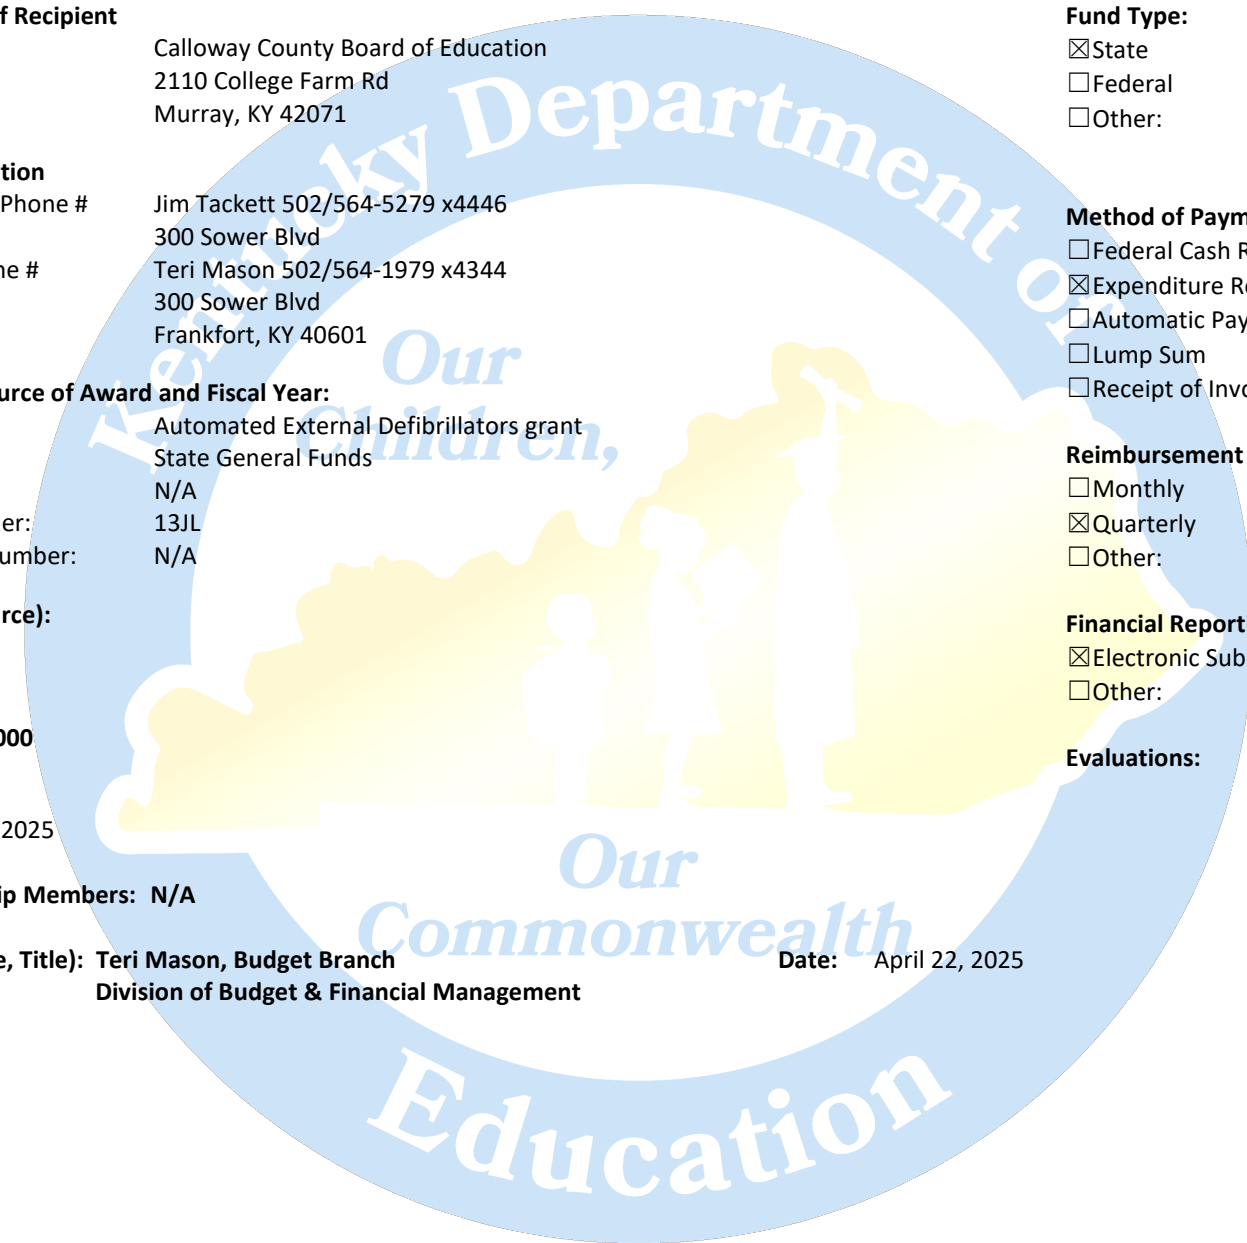 f Recipient
Calloway County Board of Education
2110 College Farm Rd
Murray, KY 42071
tion
Phone # Jim Tackett 502/564-5279 x4446
300 Sower Blvd
ne # Teri Mason 502/564-1979 x4344
300 Sower Blvd
Frankfort, KY 40601
urce of Award and Fiscal Year:
Automated External Defibrillators grant
State General Funds
N/A
er: 13JL
umber: N/A
rce):
000
2025
ip Members: N/A
e, Title): Teri Mason, Budget Branch Date: April 22, 2025
Division of Budget & Financial Management
Fund Type:
☒State
☐Federal
☐Other:
Method of Paym
☐Federal Cash R
☒Expenditure Re
☐Automatic Pay
☐Lump Sum
☐Receipt of Invo
Reimbursement
☐Monthly
☒Quarterly
☐Other:
Financial Report
☒Electronic Sub
☐Other:
Evaluations:
Kentucky Department of
Education
Our
Children,
Our
Commonwealth